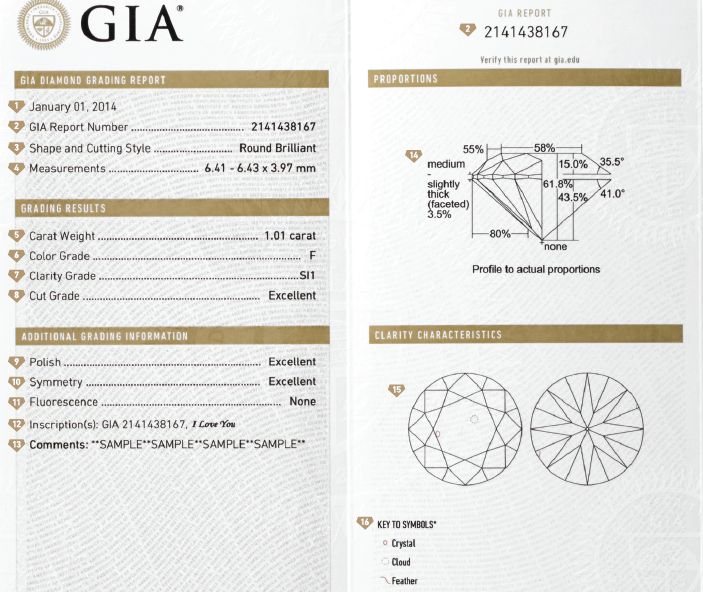 GIA®
GIA DIAMOND GRADING REPORT
1 January 01, 2014
2 GIA Report Number ................................ 2141438167
3 Shape and Cutting Style ...................... Round Brilliant
4 Measurements .......................... 6.41 - 6.43 x 3.97 mm
GRADING RESULTS
5 Carat Weight ........................................ 1.01 carat
6 Color Grade ................................................. F
7 Clarity Grade ................................................ SI1
8 Cut Grade ........................................ Excellent
ADDITIONAL GRADING INFORMATION
9 Polish ........................................ Excellent
10 Symmetry ........................................ Excellent
11 Fluorescence ........................................ None
12 Inscription(s): GIA 2141438167, I Love You
13 Comments: **SAMPLE**SAMPLE**SAMPLE**SAMPLE**
GIA REPORT
2 2141438167
Verify this report at gia.edu
PROPORTIONS
14
55%
58%
medium
-
slightly
thick
(faceted)
3.5%
15.0%
35.5°
61.8%
43.5%
41.0°
80%
none
Profile to actual proportions
CLARITY CHARACTERISTICS
15
16 KEY TO SYMBOLS*
Crystal
Cloud
Feather